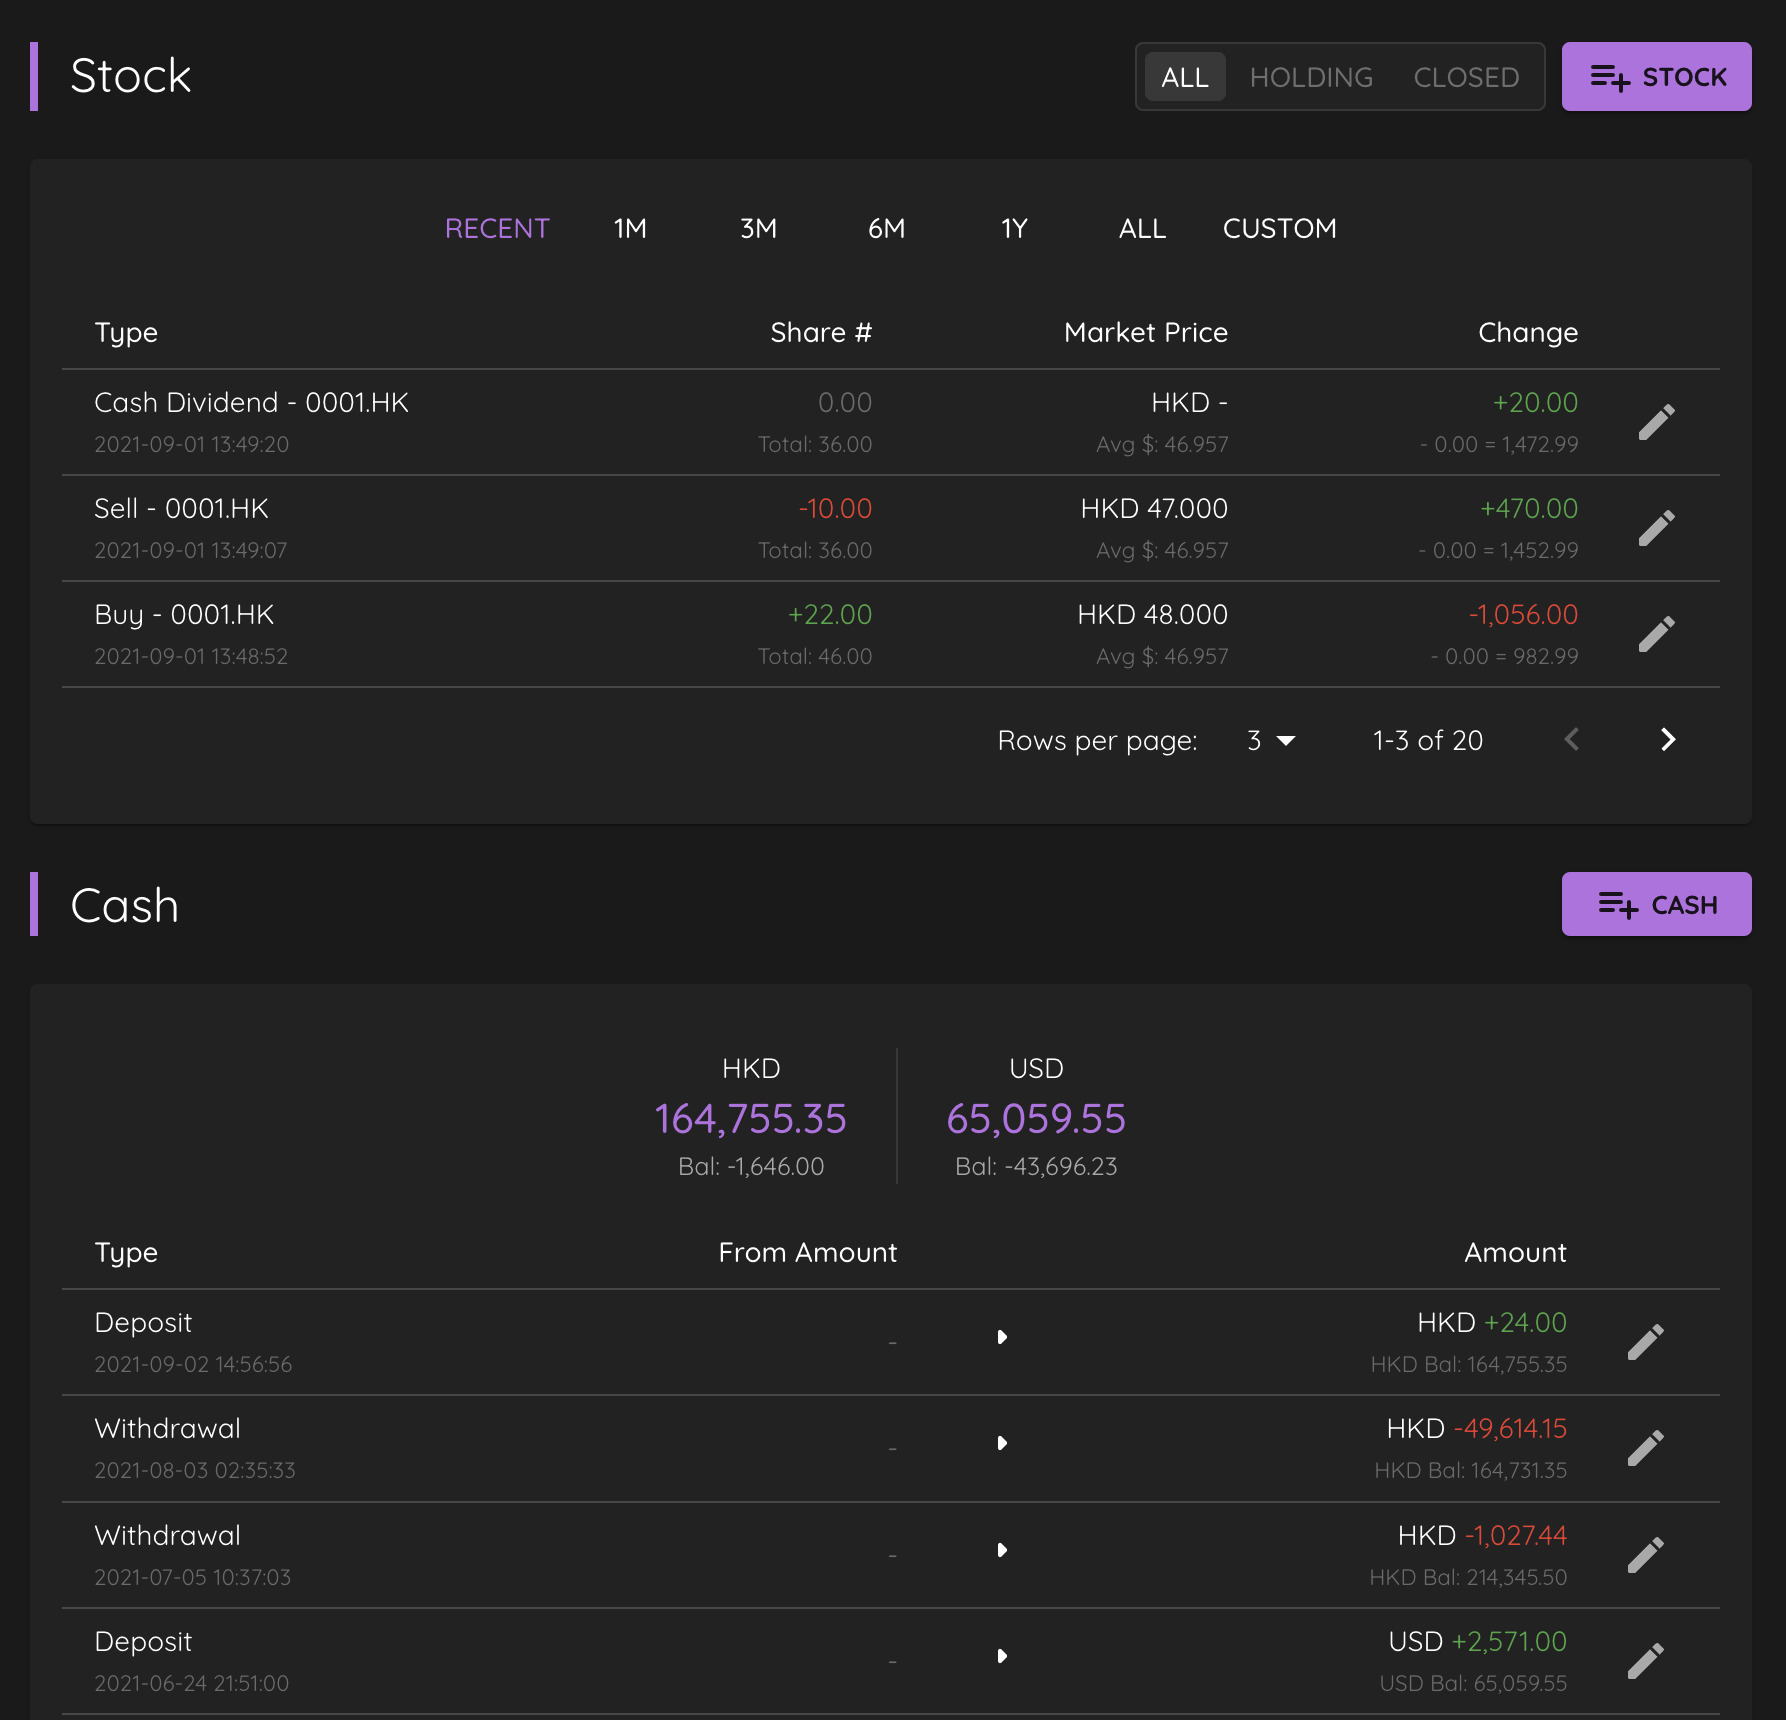 Stock
ALL HOLDING CLOSED STOCK
RECENT 1M 3M 6M 1Y ALL CUSTOM
Type Share # Market Price Change
Cash Dividend - 0001.HK 0.00 HKD - +20.00
2021-09-01 13:49:20 Total: 36.00 Avg $: 46.957 - 0.00 = 1,472.99
Sell - 0001.HK -10.00 HKD 47.000 +470.00
2021-09-01 13:49:07 Total: 36.00 Avg $: 46.957 - 0.00 = 1,452.99
Buy - 0001.HK +22.00 HKD 48.000 -1,056.00
2021-09-01 13:48:52 Total: 46.00 Avg $: 46.957 - 0.00 = 982.99
Rows per page: 3 1-3 of 20
Cash
CASH
HKD USD
164,755.35 65,059.55
Bal: -1,646.00 Bal: -43,696.23
Type From Amount Amount
Deposit - HKD +24.00
2021-09-02 14:56:56 HKD Bal: 164,755.35
Withdrawal - HKD -49,614.15
2021-08-03 02:35:33 HKD Bal: 164,731.35
Withdrawal - HKD -1,027.44
2021-07-05 10:37:03 HKD Bal: 214,345.50
Deposit - USD +2,571.00
2021-06-24 21:51:00 USD Bal: 65,059.55